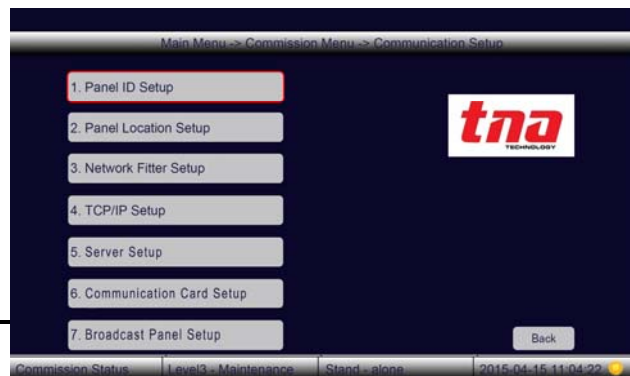 Main Menu -> Commission Menu -> Communication Setup
1. Panel ID Setup
2. Panel Location Setup
3. Network Fitter Setup
4. TCP/IP Setup
5. Server Setup
6. Communication Card Setup
7. Broadcast Panel Setup
tna
TECHNOLOGY
Back
Commission Status Level3 - Maintenance Stand - alone 2015-04-15 11:04:22